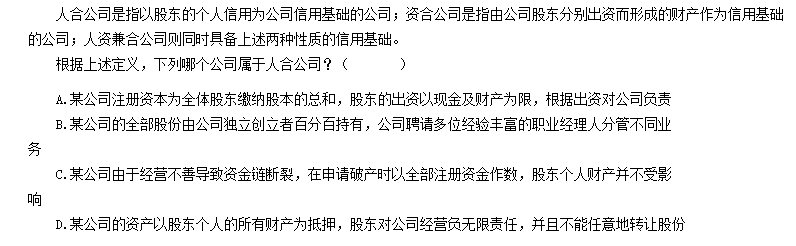 人合公司是指以股东的个人信用为公司信用基础的公司；资合公司是指由公司股东分别出资而形成的财产作为信用基础
的公司；人资兼合公司则同时具备上述两种性质的信用基础。
根据上述定义，下列哪个公司属于人合公司？（　　）
A.某公司注册资本为全体股东缴纳股本的总和，股东的出资以现金及财产为限，根据出资对公司负责
B.某公司的全部股份由公司独立创立者百分百持有，公司聘请多位经验丰富的职业经理人分管不同业
务
C.某公司由于经营不善导致资金链断裂，在申请破产时以全部注册资金作数，股东个人财产并不受影
响
D.某公司的资产以股东个人的所有财产为抵押，股东对公司经营负无限责任，并且不能任意地转让股份